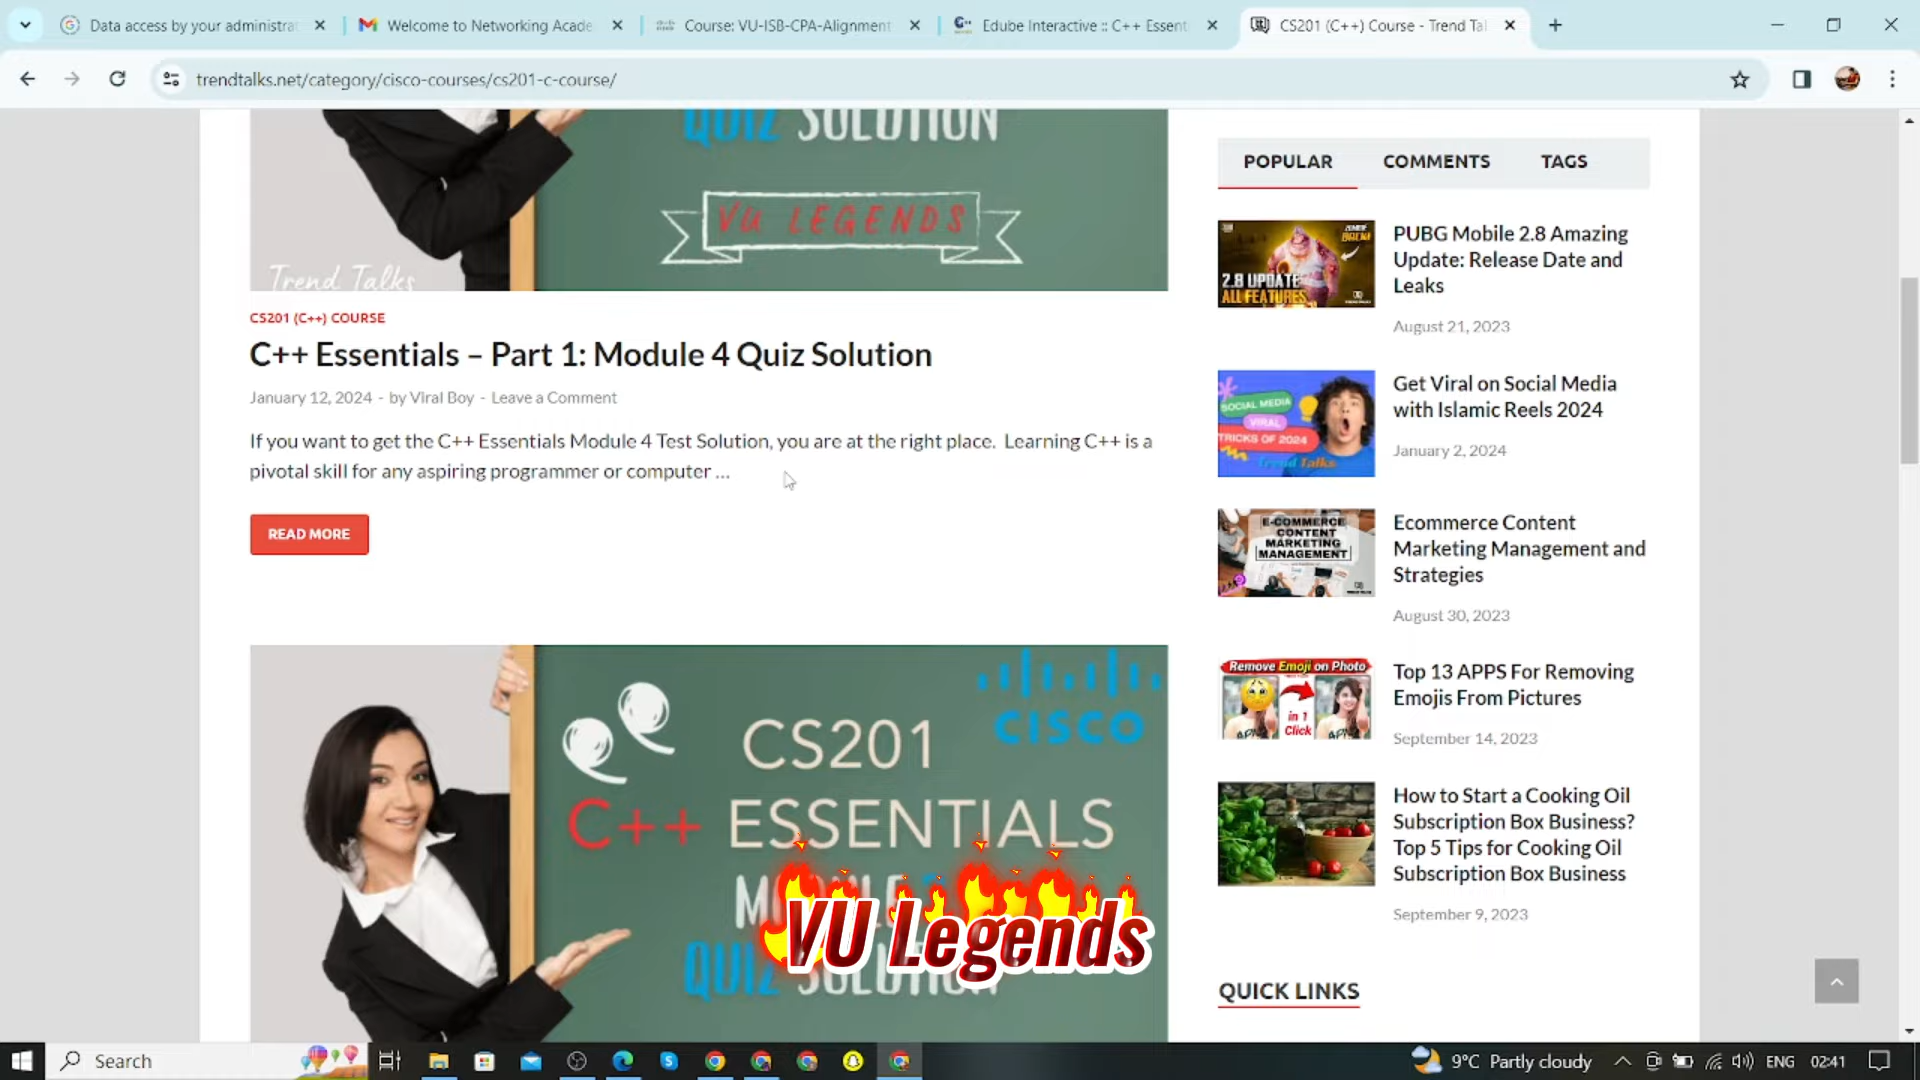 Data access by your administrat
Welcome to Networking Acade
Course: VU-ISB-CPA-Alignment
Edube Interactive :: C++ Essent
CS201 (C++) Course - Trend Tal
trendtalks.net/category/cisco-courses/cs201-c-course/
QUIZ SOLUTION
VU LEGENDS
Trend Talks
CS201 (C++) COURSE
C++ Essentials – Part 1: Module 4 Quiz Solution
January 12, 2024 - by Viral Boy - Leave a Comment
If you want to get the C++ Essentials Module 4 Test Solution, you are at the right place. Learning C++ is a
pivotal skill for any aspiring programmer or computer ...
READ MORE
CISCO
CS201
C++ ESSENTIALS
QUIZ SOLUTION
VU Legends
POPULAR COMMENTS TAGS
2.8 UPDATE
ALL FEATURES
PUBG Mobile 2.8 Amazing
Update: Release Date and
Leaks
August 21, 2023
SOCIAL MEDIA
VIRAL
TRICKS OF 2024
Trend Talks
Get Viral on Social Media
with Islamic Reels 2024
January 2, 2024
E-COMMERCE
CONTENT
MARKETING
MANAGEMENT
Ecommerce Content
Marketing Management and
Strategies
August 30, 2023
Remove Emoji on Photo
in 1
Click
Top 13 APPS For Removing
Emojis From Pictures
September 14, 2023
How to Start a Cooking Oil
Subscription Box Business?
Top 5 Tips for Cooking Oil
Subscription Box Business
September 9, 2023
QUICK LINKS
Search
9°C Partly cloudy
ENG
02:41